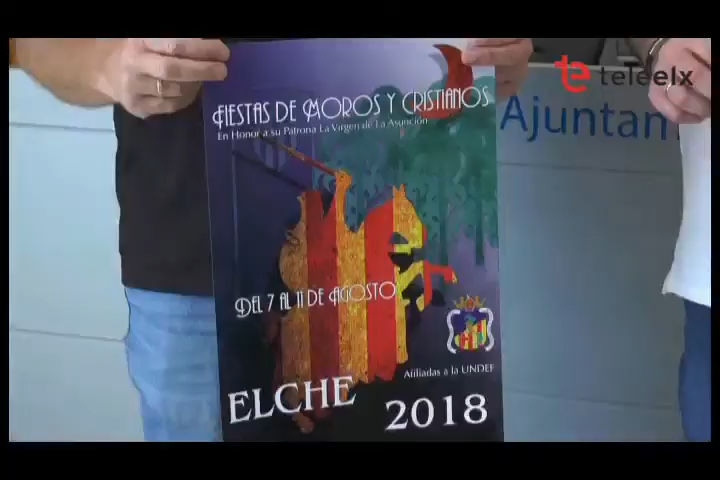 teleelx
Ajuntam
FIESTAS DE MOROS Y CRISTIANOS
En Honor a su Patrona La Virgen de La Asunción
DEL 7 AL 11 DE AGOSTO
Afiliadas a la UNDEF
ELCHE 2018